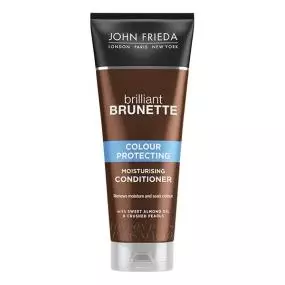 JOHN FRIEDA
LONDON PARIS NEW YORK
brilliant
BRUNETTE
COLOUR
PROTECTING
MOISTURISING
CONDITIONER
Renews moisture and seals colour
WITH SWEET ALMOND OIL
& CRUSHED PEARLS